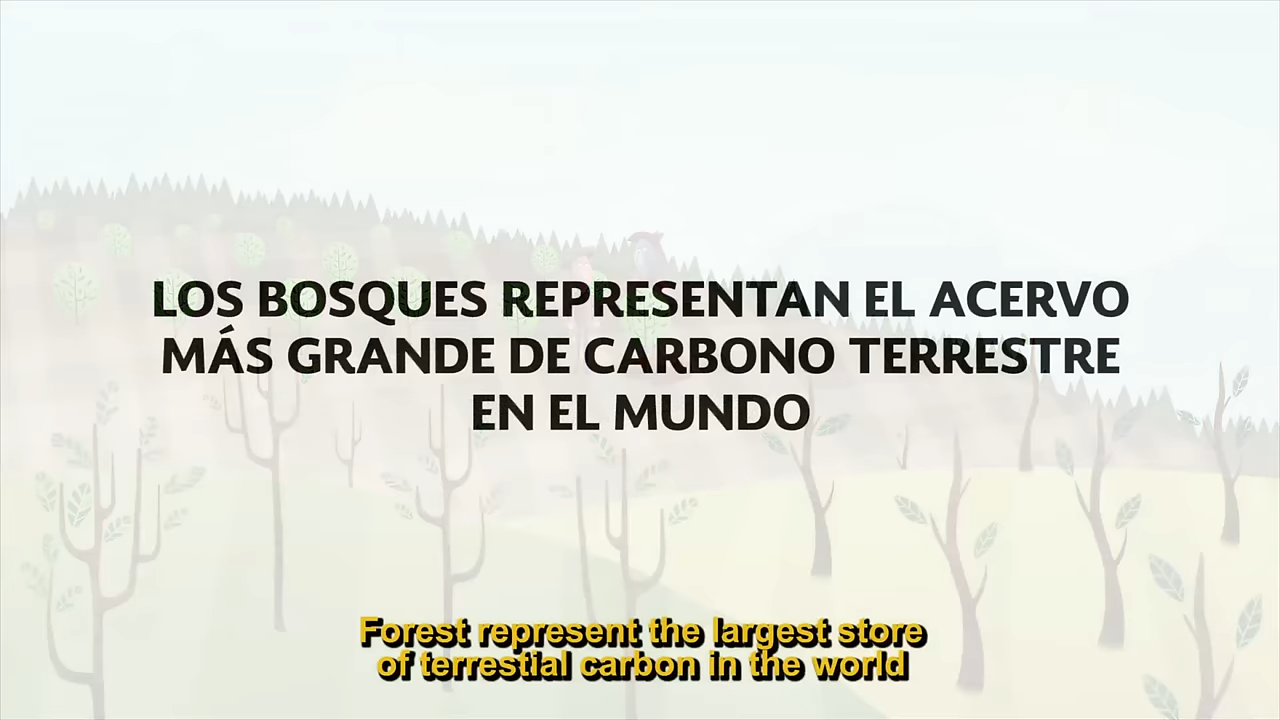 LOS BOSQUES REPRESENTAN EL ACERVO
MÁS GRANDE DE CARBONO TERRESTRE
EN EL MUNDO
Forest represent the largest store
of terrestial carbon in the world